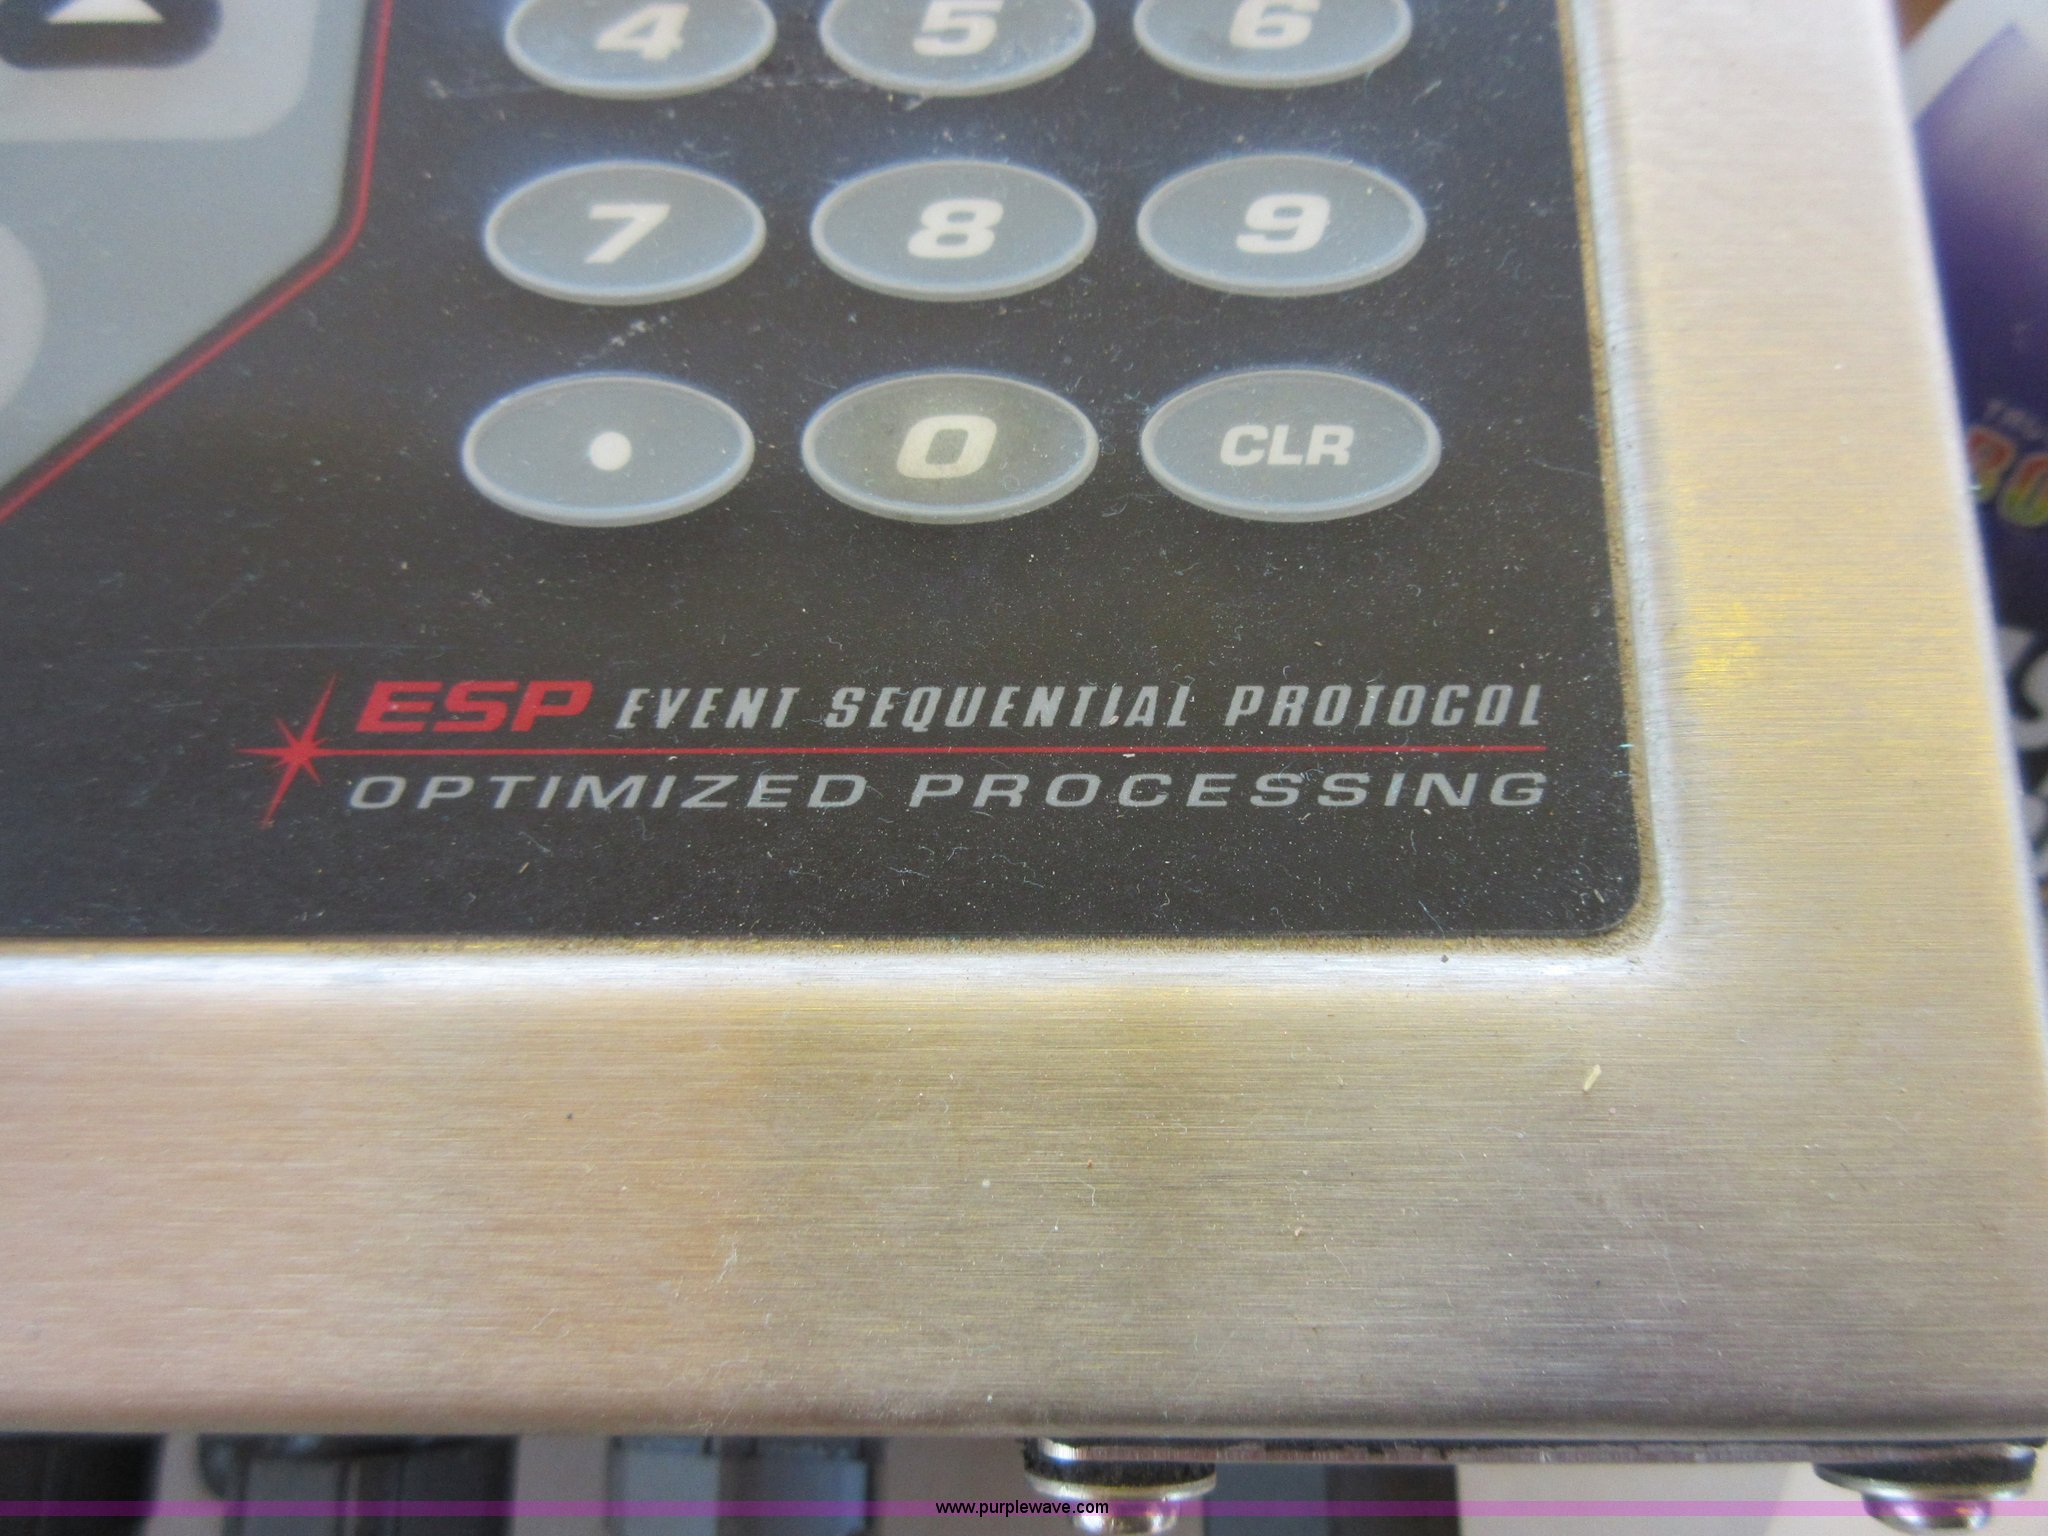 4 5 6
7 8 9
. 0 CLR
ESP EVENT SEQUENTIAL PROTOCOL
OPTIMIZED PROCESSING
www.purplewave.com